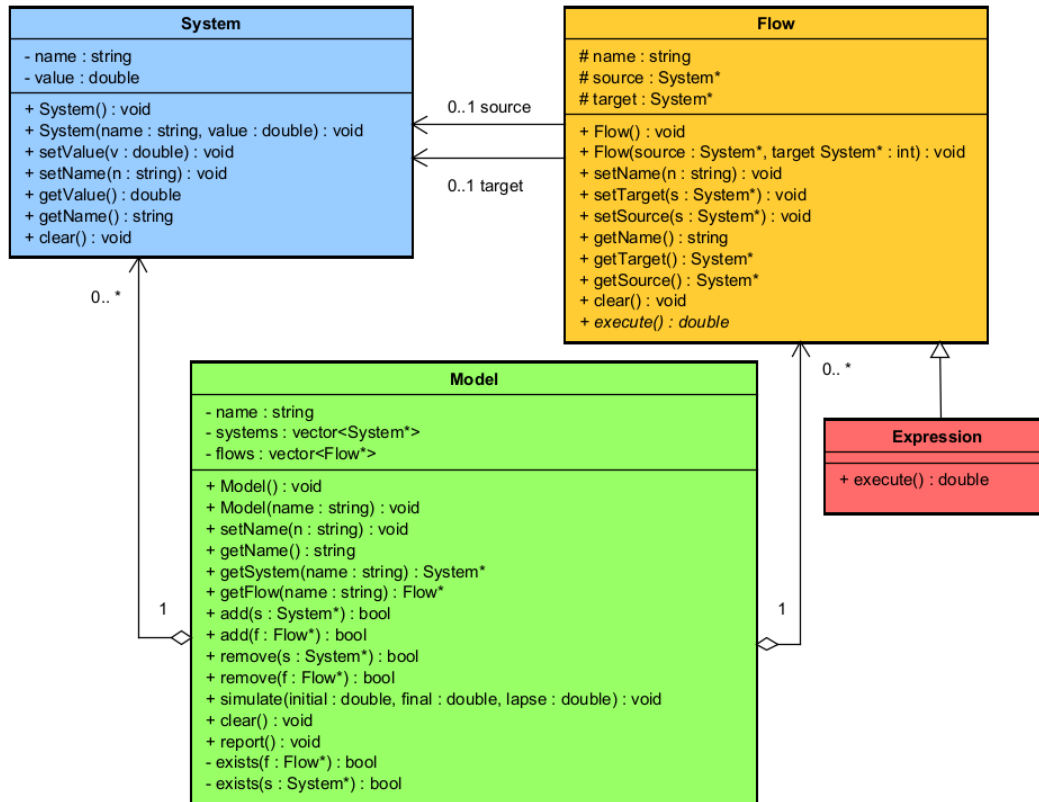 System
- name : string
- value : double
+ System() : void
+ System(name : string, value : double) : void
+ setValue(v : double) : void
+ setName(n : string) : void
+ getValue() : double
+ getName() : string
+ clear() : void
0..1 source
0..1 target
Flow
# name : string
# source : System*
# target : System*
+ Flow() : void
+ Flow(source : System*, target System* : int) : void
+ setName(n : string) : void
+ setTarget(s : System*) : void
+ setSource(s : System*) : void
+ getName() : string
+ getTarget() : System*
+ getSource() : System*
+ clear() : void
+ execute() : double
0.. *
0.. *
Model
- name : string
- systems : vector<System*>
- flows : vector<Flow*>
+ Model() : void
+ Model(name : string) : void
+ setName(n : string) : void
+ getName() : string
+ getSystem(name : string) : System*
+ getFlow(name : string) : Flow*
+ add(s : System*) : bool
+ add(f : Flow*) : bool
+ remove(s : System*) : bool
+ remove(f : Flow*) : bool
+ simulate(initial : double, final : double, lapse : double) : void
+ clear() : void
+ report() : void
- exists(f : Flow*) : bool
- exists(s : System*) : bool
1
1
Expression
+ execute() : double